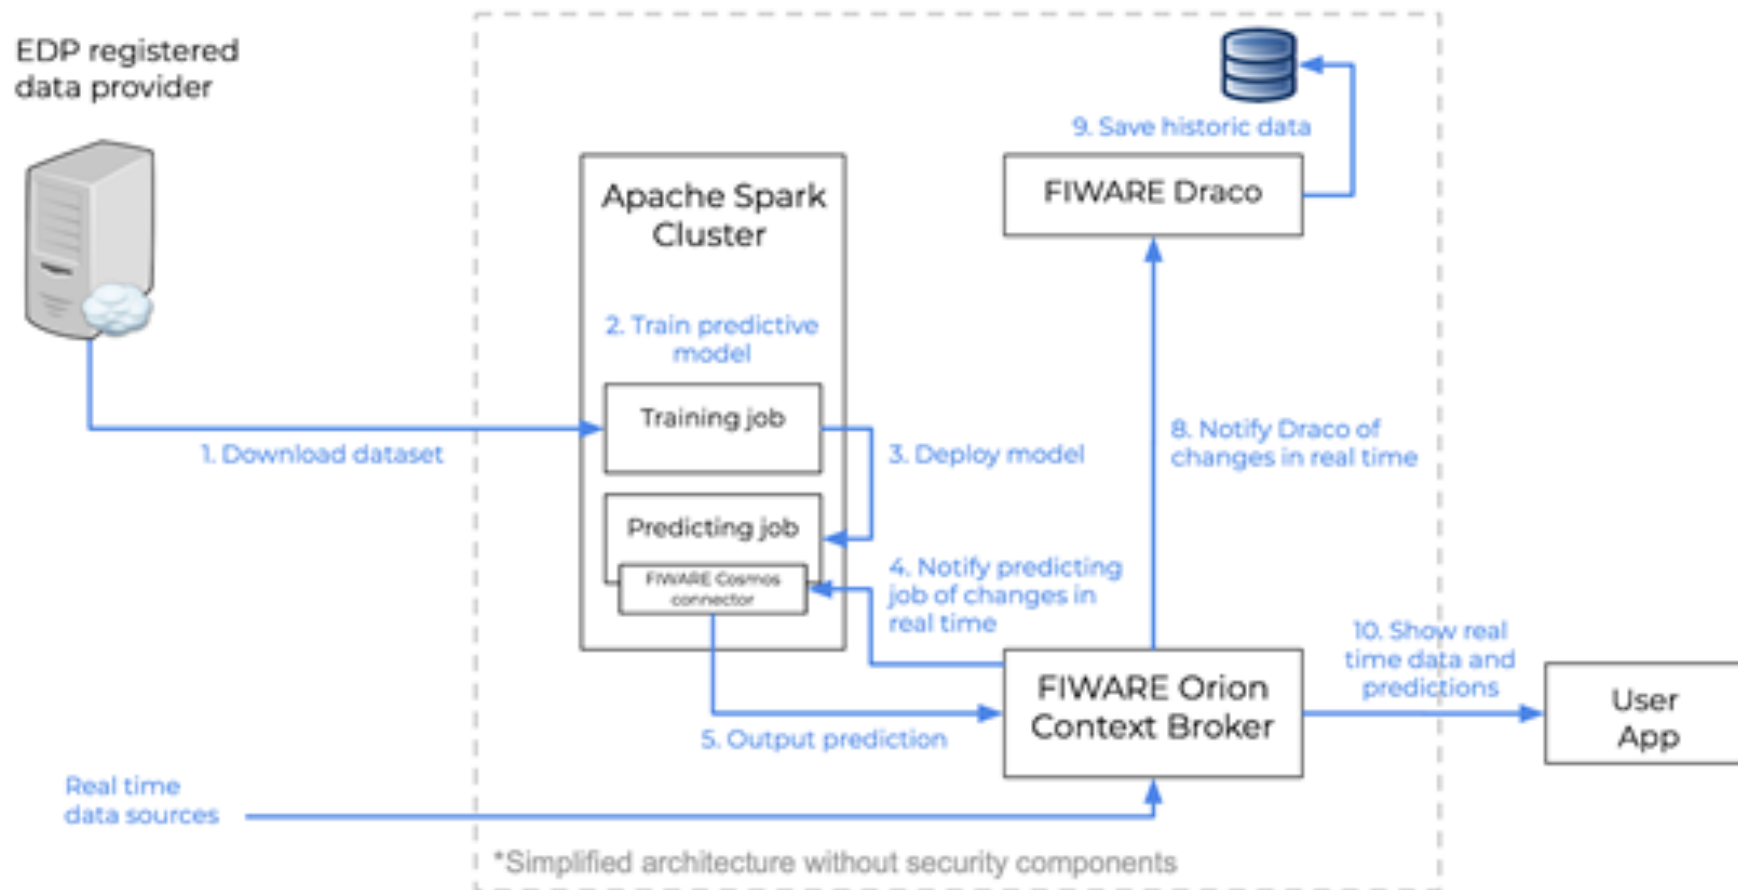 EDP registered
data provider
9. Save historic data
Apache Spark
Cluster
FIWARE Draco
2. Train predictive
model
Training job
1. Download dataset
3. Deploy model
8. Notify Draco of
changes in real time
Predicting job
FIWARE Cosmos
connector
4. Notify predicting
job of changes in
real time
10. Show real
time data and
predictions
FIWARE Orion
Context Broker
User
App
5. Output prediction
Real time
data sources
*Simplified architecture without security components